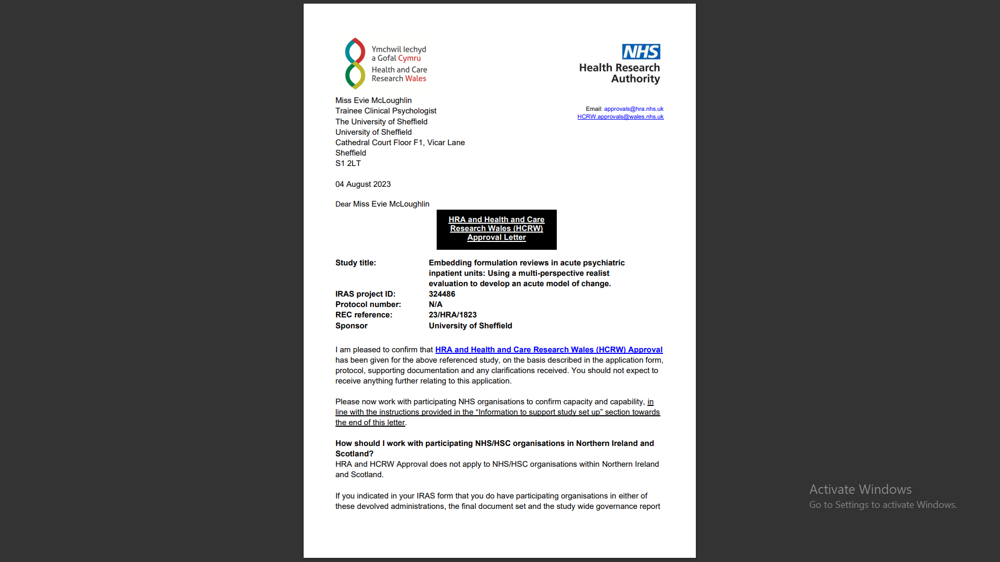 Ymchwil Iechyd
a Gofal Cymru
Health and Care
Research Wales
NHS
Health Research
Authority
Miss Evie McLoughlin
Trainee Clinical Psychologist
The University of Sheffield
University of Sheffield
Cathedral Court Floor F1, Vicar Lane
Sheffield
S1 2LT
Email: approvals@hra.nhs.uk
HCRW.approvals@wales.nhs.uk
04 August 2023
Dear Miss Evie McLoughlin
HRA and Health and Care
Research Wales (HCRW)
Approval Letter
Study title: Embedding formulation reviews in acute psychiatric
inpatient units: Using a multi-perspective realist
evaluation to develop an acute model of change.
IRAS project ID: 324486
Protocol number: N/A
REC reference: 23/HRA/1823
Sponsor University of Sheffield
I am pleased to confirm that HRA and Health and Care Research Wales (HCRW) Approval
has been given for the above referenced study, on the basis described in the application form,
protocol, supporting documentation and any clarifications received. You should not expect to
receive anything further relating to this application.
Please now work with participating NHS organisations to confirm capacity and capability, in
line with the instructions provided in the “Information to support study set up” section towards
the end of this letter.
How should I work with participating NHS/HSC organisations in Northern Ireland and
Scotland?
HRA and HCRW Approval does not apply to NHS/HSC organisations within Northern Ireland
and Scotland.
If you indicated in your IRAS form that you do have participating organisations in either of
these devolved administrations, the final document set and the study wide governance report
Activate Windows
Go to Settings to activate Windows.